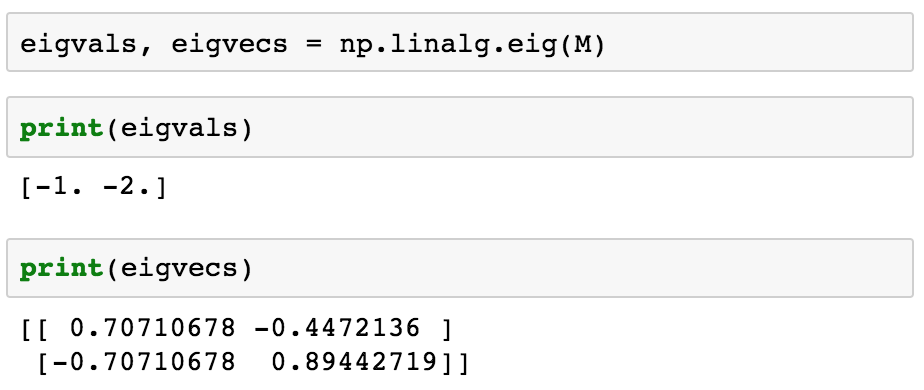 eigvals, eigvecs = np.linalg.eig(M)
print(eigvals)
[-1. -2.]
print(eigvecs)
[[ 0.70710678 -0.4472136 ]
 [-0.70710678  0.89442719]]